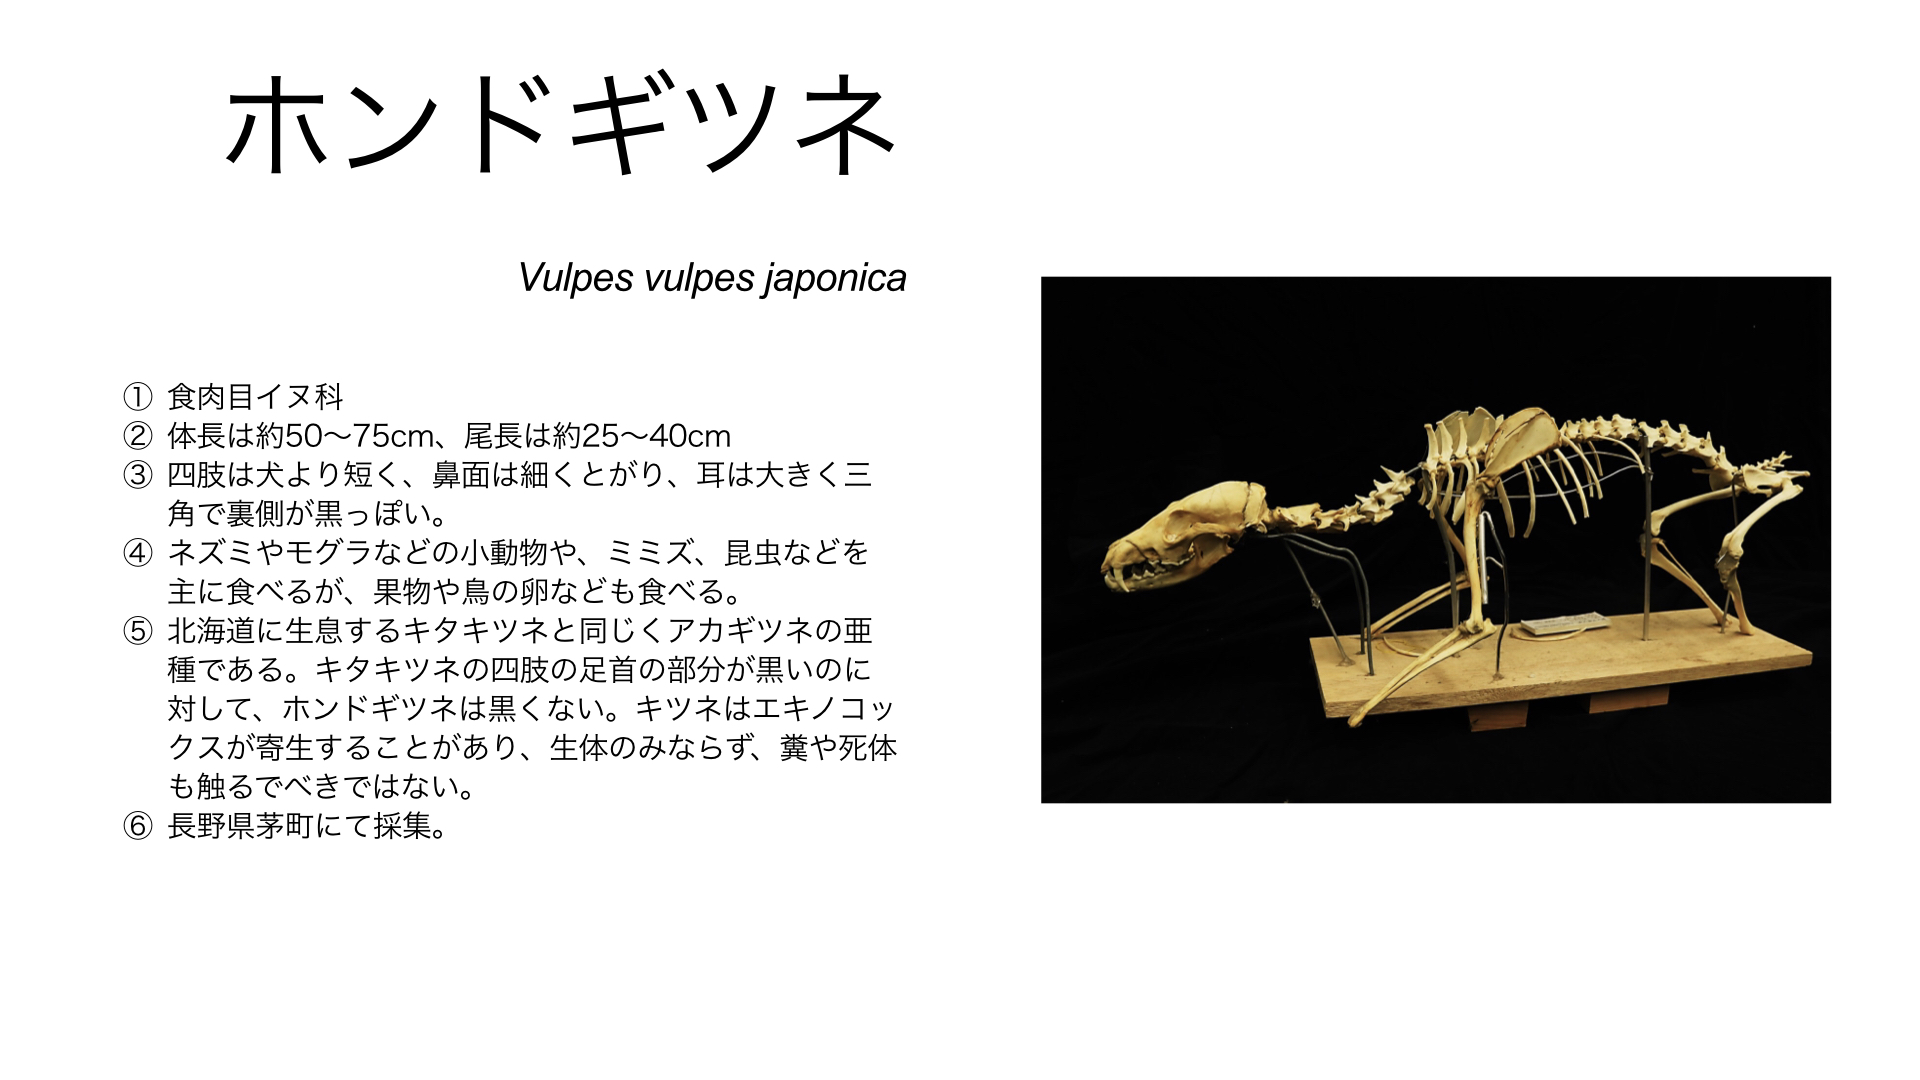 ホンドギツネ
Vulpes vulpes japonica
① 食肉目イヌ科
② 体長は約50〜75cm、尾長は約25〜40cm
③ 四肢は犬より短く、鼻面は細くとがり、耳は大きく三
角で裏側が黒っぽい。
④ ネズミやモグラなどの小動物や、ミミズ、昆虫などを
主に食べるが、果物や鳥の卵なども食べる。
⑤ 北海道に生息するキタキツネと同じくアカギツネの亜
種である。キタキツネの四肢の足首の部分が黒いのに
対して、ホンドギツネは黒くない。キツネはエキノコッ
クスが寄生することがあり、生体のみならず、糞や死体
も触るでべきではない。
⑥ 長野県茅町にて採集。